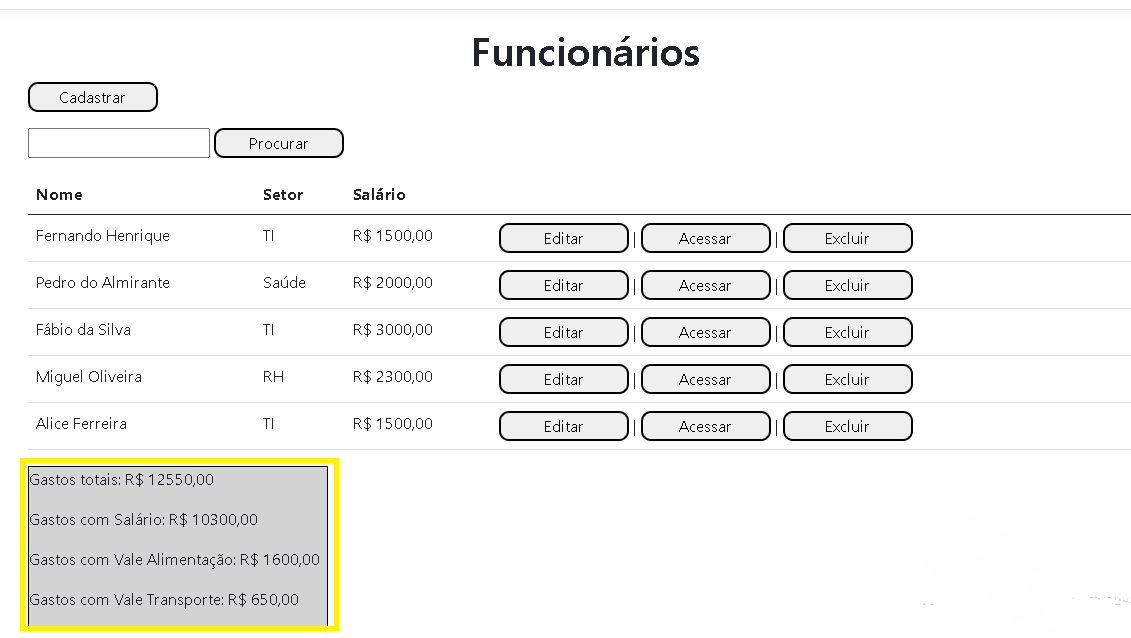 Funcionários
Cadastrar
Procurar
Nome Setor Salário
Fernando Henrique TI R$ 1500,00 Editar | Acessar | Excluir
Pedro do Almirante Saúde R$ 2000,00 Editar | Acessar | Excluir
Fábio da Silva TI R$ 3000,00 Editar | Acessar | Excluir
Miguel Oliveira RH R$ 2300,00 Editar | Acessar | Excluir
Alice Ferreira TI R$ 1500,00 Editar | Acessar | Excluir
Gastos totais: R$ 12550,00
Gastos com Salário: R$ 10300,00
Gastos com Vale Alimentação: R$ 1600,00
Gastos com Vale Transporte: R$ 650,00